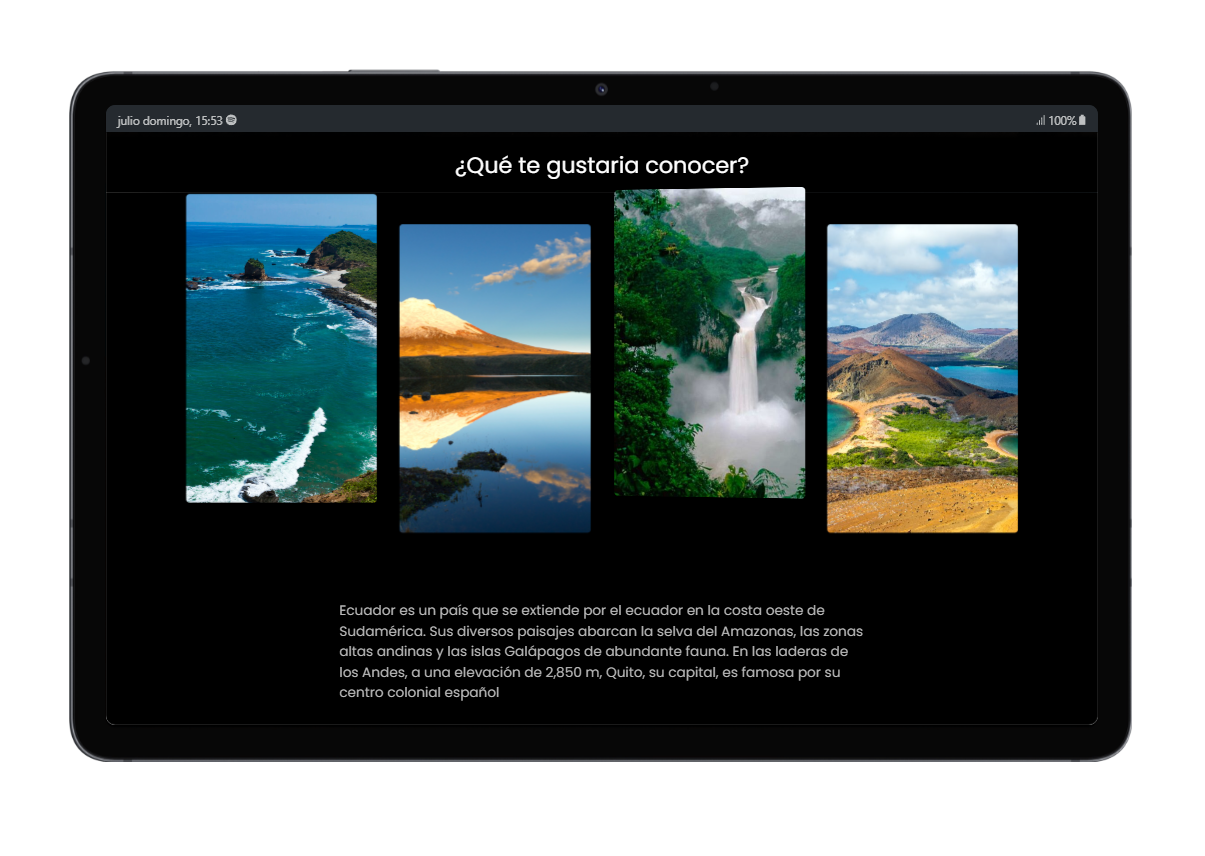 julio domingo, 15:53
100%
¿Qué te gustaria conocer?
Ecuador es un país que se extiende por el ecuador en la costa oeste de
Sudamérica. Sus diversos paisajes abarcan la selva del Amazonas, las zonas
altas andinas y las islas Galápagos de abundante fauna. En las laderas de
los Andes, a una elevación de 2,850 m, Quito, su capital, es famosa por su
centro colonial español